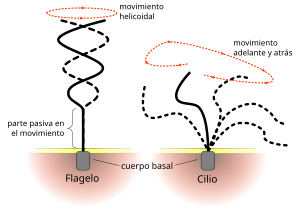 movimiento
helicoidal
movimiento
adelante y atrás
parte pasiva en
el movimiento
cuerpo basal
Flagelo
Cilio